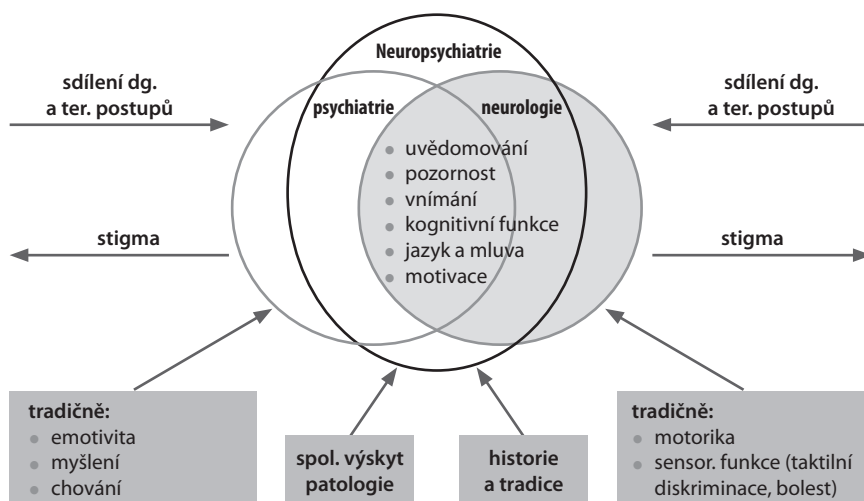 Neuropsychiatrie
sdílení dg.
a ter. postupů
psychiatrie
neurologie
sdílení dg.
a ter. postupů
uvědomování
pozornost
vnímání
kognitivní funkce
jazyk a mluva
motivace
stigma
stigma
tradičně:
emotivita
myšlení
chování
spol. výskyt
patologie
historie
a tradice
tradičně:
motorika
sensor. funkce (taktilní
diskriminace, bolest)